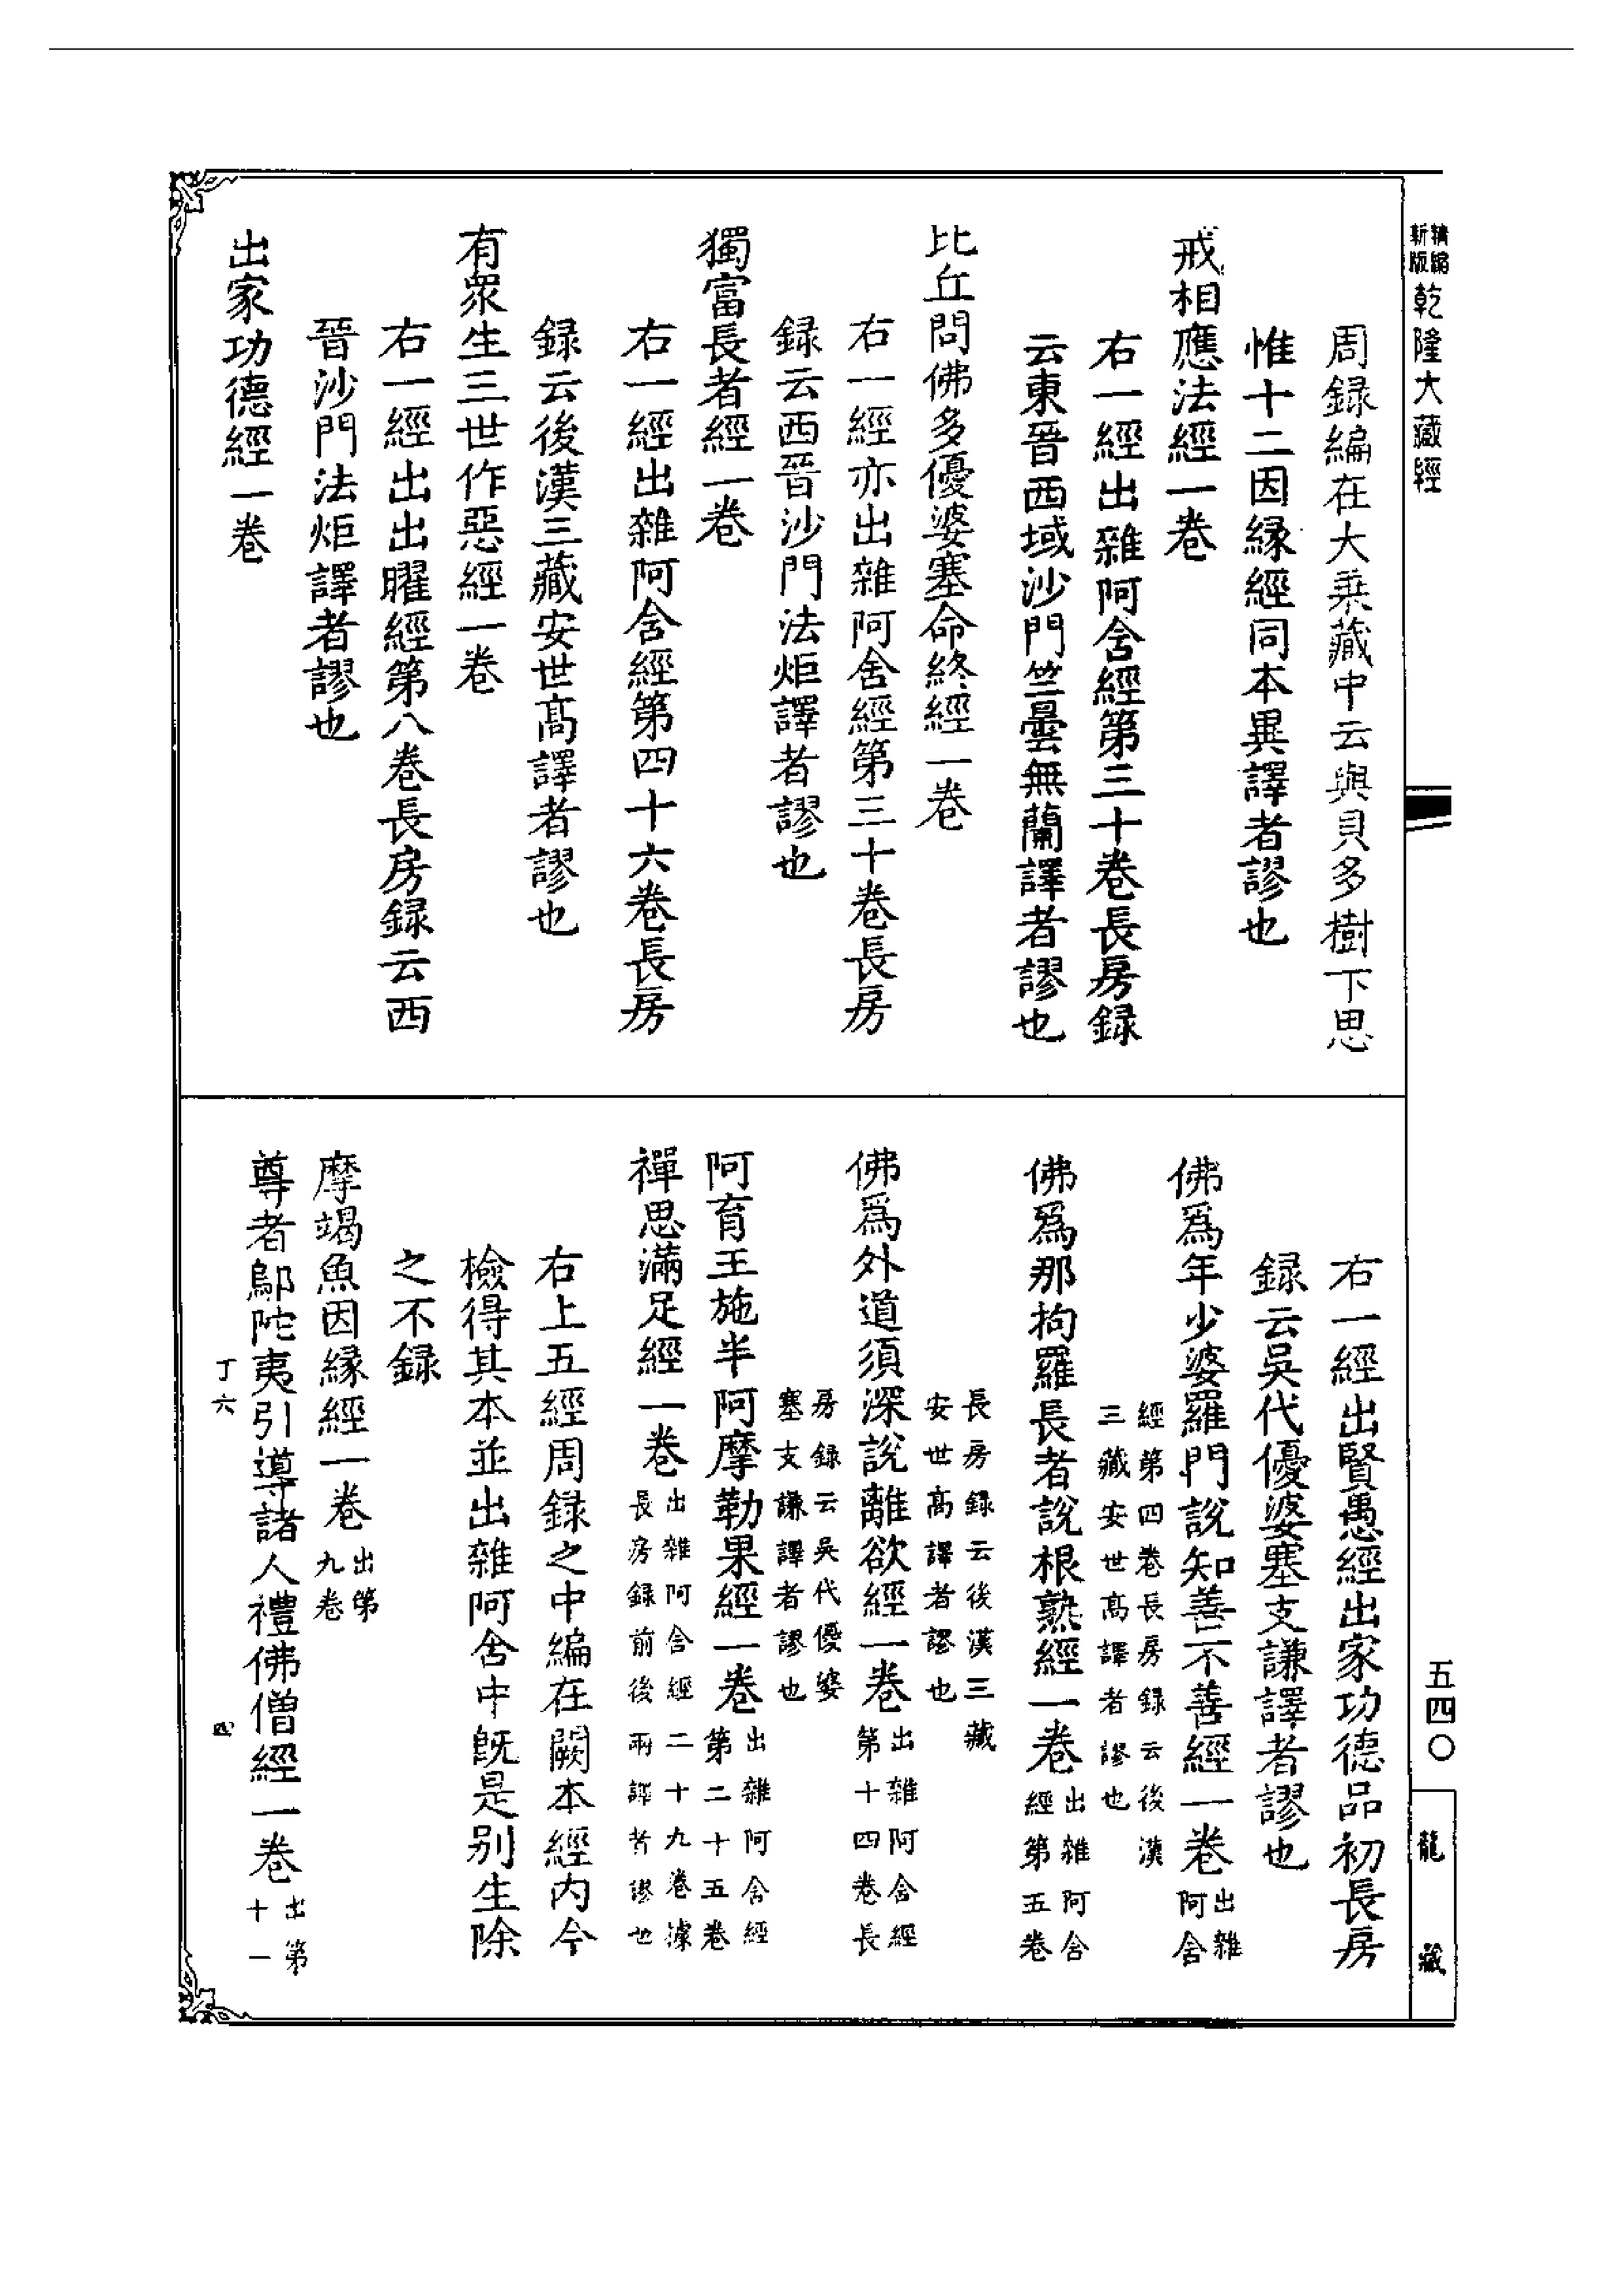 精縮新版乾隆大藏經
周録編在大乘藏中云與貝多樹下思
惟十二因縁經同本異譯者謬也
戒相應法經一卷
右一經出雜阿含經第三十卷長房録
云東晉西域沙門竺曇無蘭譯者謬也
比丘問佛多優婆塞命終經一卷
右一經亦出雜阿含經第三十卷長房
録云西晉沙門法炬譯者謬也
獨富長者經一卷
右一經出雜阿含經第四十六卷長房
録云後漢三藏安世髙譯者謬也
有衆生三世作惡經一卷
右一經出出曜經第八卷長房録云西
晉沙門法炬譯者謬也
出家功德經一卷
五四〇
龍藏
右一經出賢愚經出家功德品初長房
録云吳代優婆塞支謙譯者謬也
佛爲年少婆羅門說知善不善經一卷 出雜阿含
經第四卷長房録云後漢
三藏安世髙譯者謬也
佛爲那拘羅長者說根熟經一卷 出雜阿含經第五卷
長房録云後漢三藏
安世髙譯者謬也
佛爲外道須深說離欲經一卷 出雜阿含經第十四卷長
房録云吳代優婆
塞支謙譯者謬也
阿育王施半阿摩勒果經一卷 出雜阿含經第二十五卷
禪思滿足經一卷 出雜阿含經二十九卷據長房録前後兩譯者謬也
右上五經周録之中編在闕本經内今
檢得其本並出雜阿含中旣是别生除
之不録
摩竭魚因縁經一卷 出第九卷
尊者鄔陀夷引導諸人禮佛僧經一卷 出第十一
丁六
四